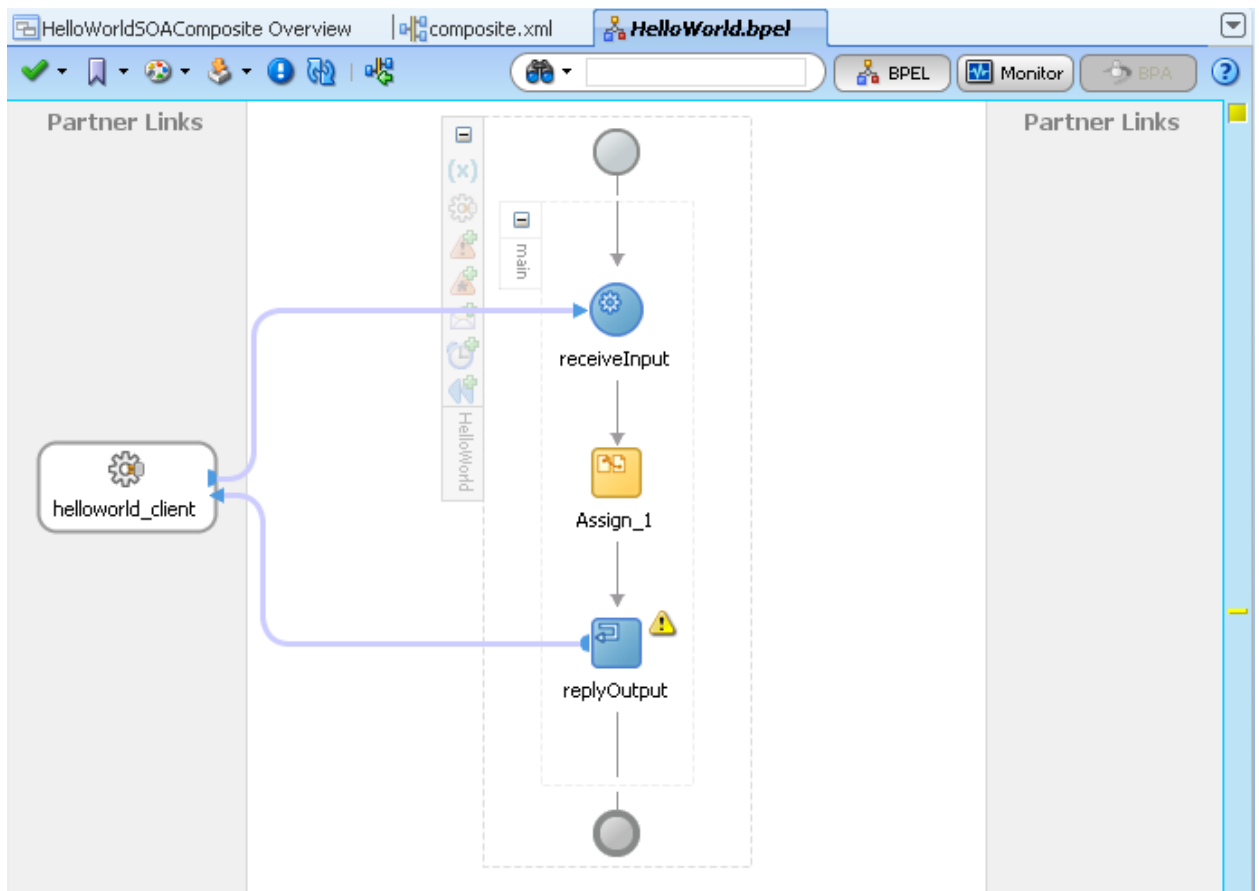 HelloWorldSOAComposite Overview
composite.xml
HelloWorld.bpel
BPEL
Monitor
BPA
Partner Links
Partner Links
(x)
main
receiveInput
HelloWorld
helloworld_client
Assign_1
replyOutput